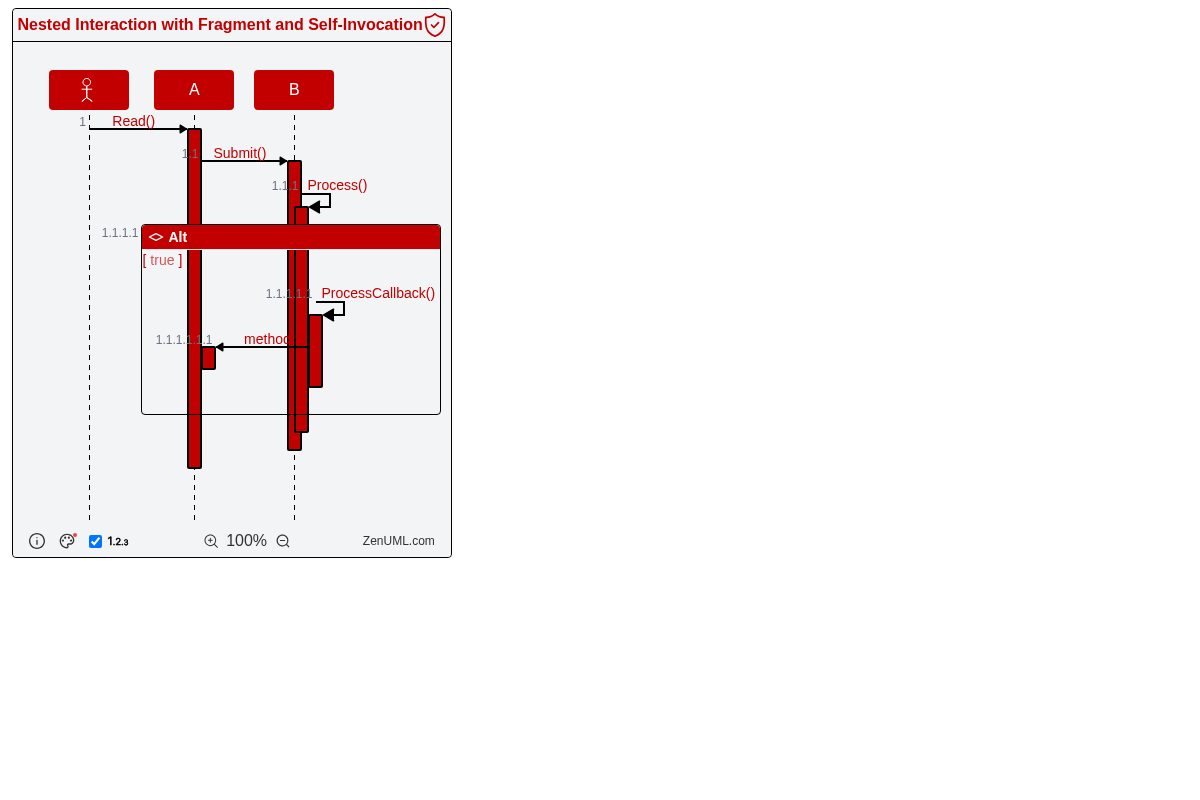 Nested Interaction with Fragment and Self-Invocation
A B
1 Read()
1.1 Submit()
1.1.1 Process()
1.1.1.1 Alt
[ true ]
1.1.1.1.1 ProcessCallback()
1.1.1.1.1.1
1.2.3 100% ZenUML.com